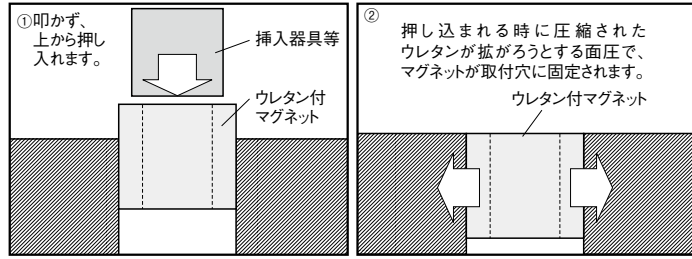 ①叩かず、
上から押し
入れます。
挿入器具等
ウレタン付
マグネット
②
押し込まれる時に圧縮された
ウレタンが拡がろうとする面圧で、
マグネットが取付穴に固定されます。
ウレタン付マグネット